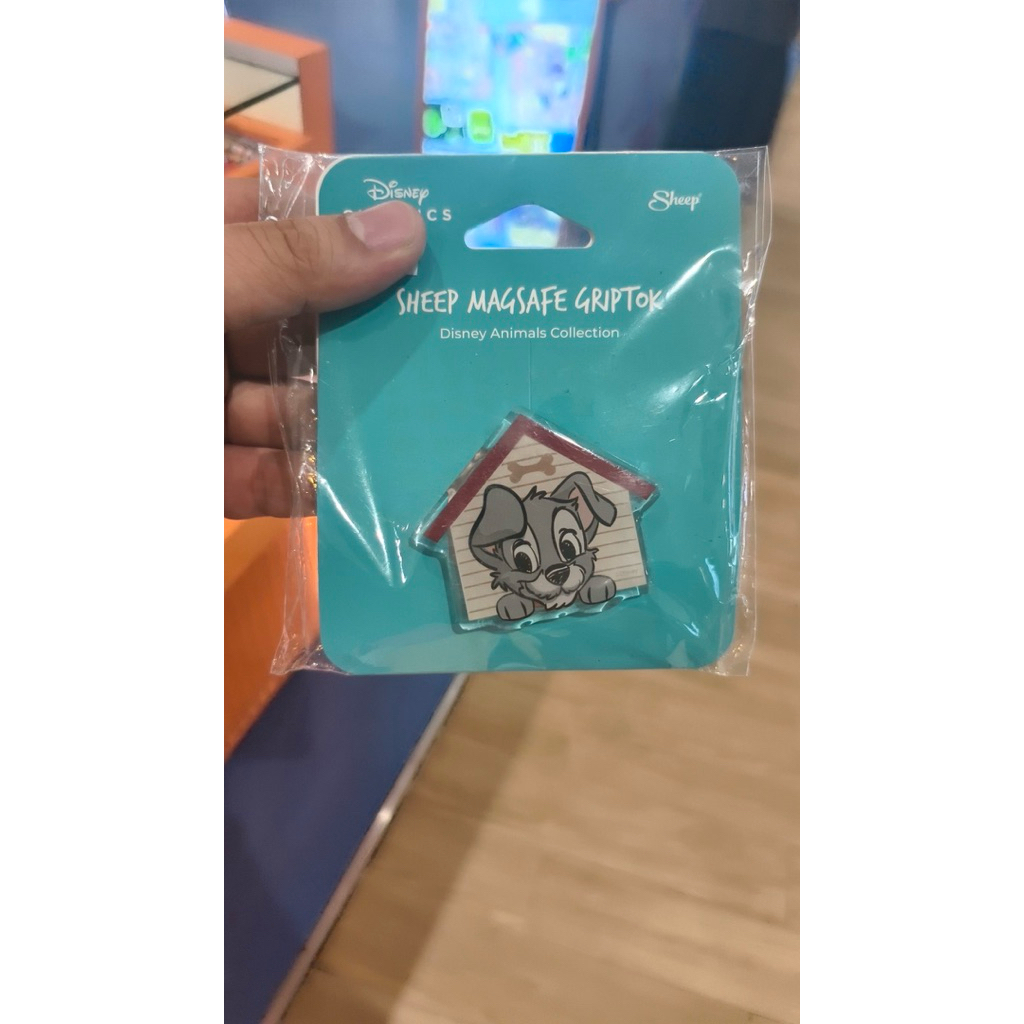 Disney
Sheep
SHEEP MAGSAFE GRIPTOK
Disney Animals Collection